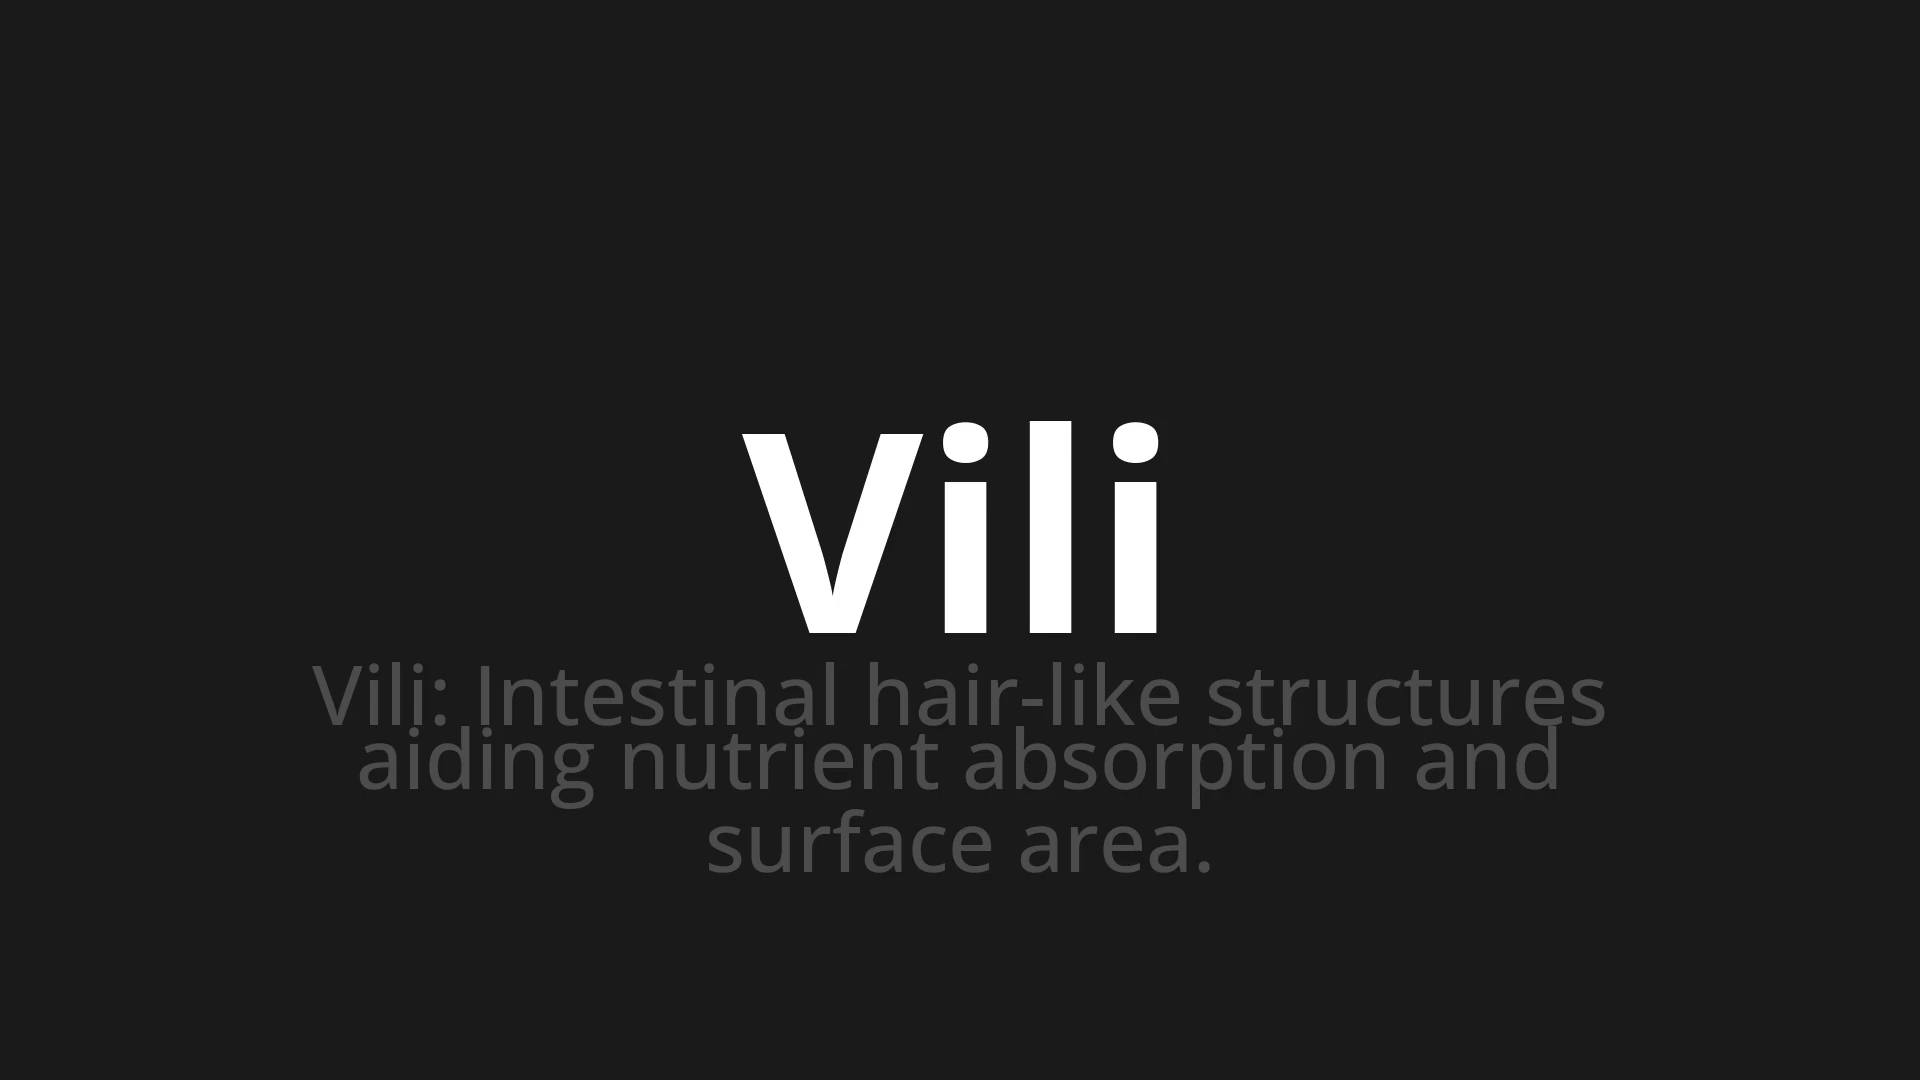 Vili
Vili: Intestinal hair-like structures
aiding nutrient absorption and
surface area.